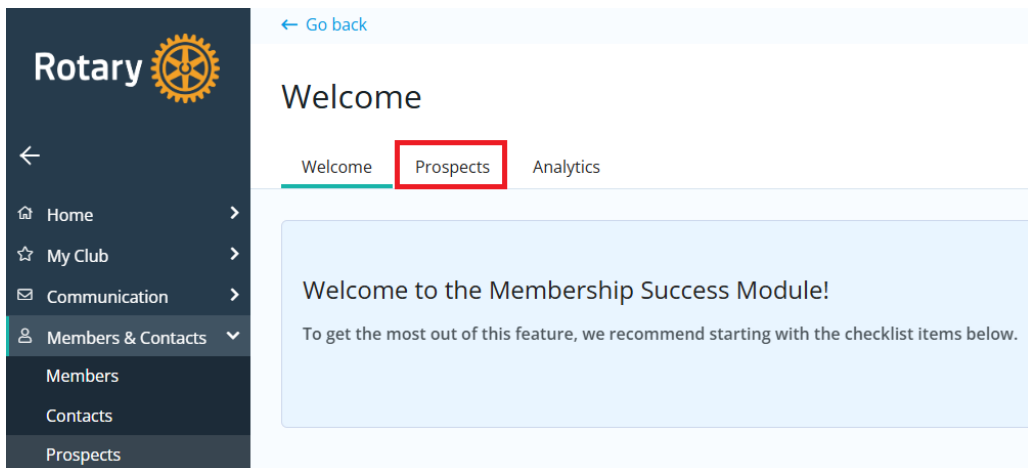 Rotary
Home
My Club
Communication
Members & Contacts
Members
Contacts
Prospects
← Go back
Welcome
Welcome Prospects Analytics
Welcome to the Membership Success Module!
To get the most out of this feature, we recommend starting with the checklist items below.